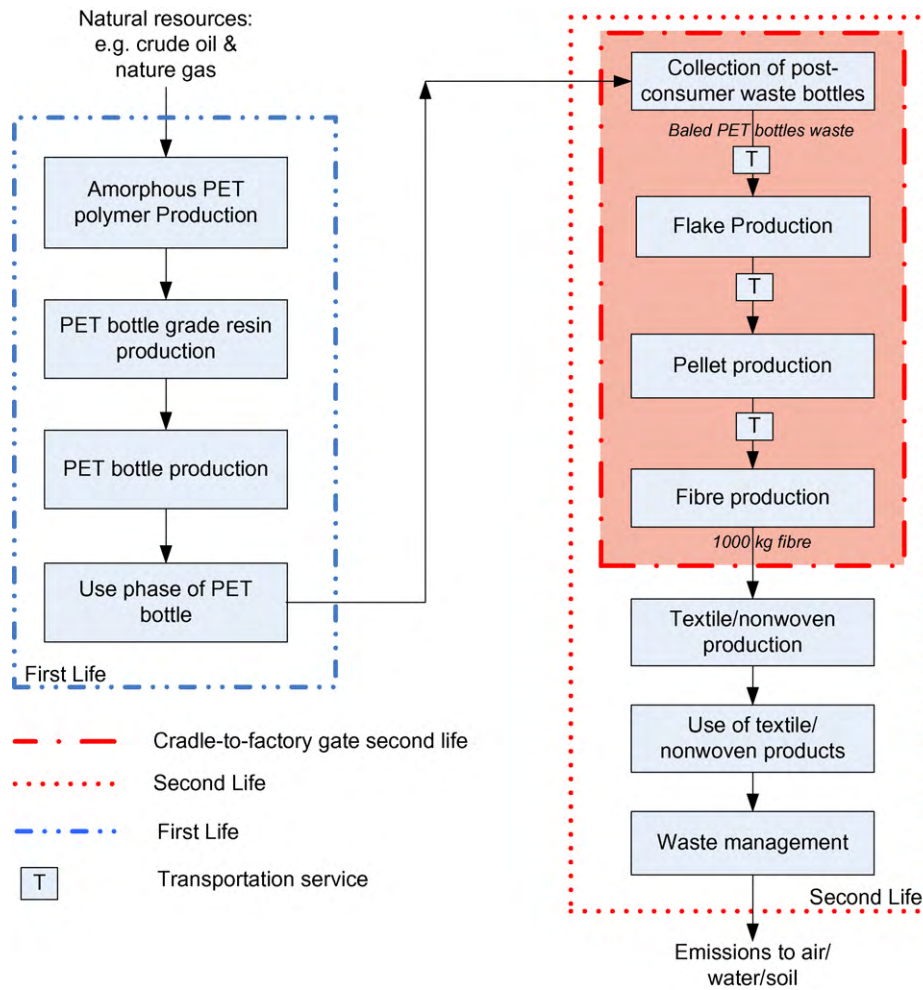 Natural resources:
e.g. crude oil &
nature gas
Amorphous PET
polymer Production
PET bottle grade resin
production
PET bottle production
Use phase of PET
bottle
First Life
Collection of post-
consumer waste bottles
Baled PET bottles waste
T
Flake Production
T
Pellet production
T
Fibre production
1000 kg fibre
Textile/nonwoven
production
Use of textile/
nonwoven products
Waste management
Second Life
Emissions to air/
water/soil
Cradle-to-factory gate second life
Second Life
First Life
T
Transportation service